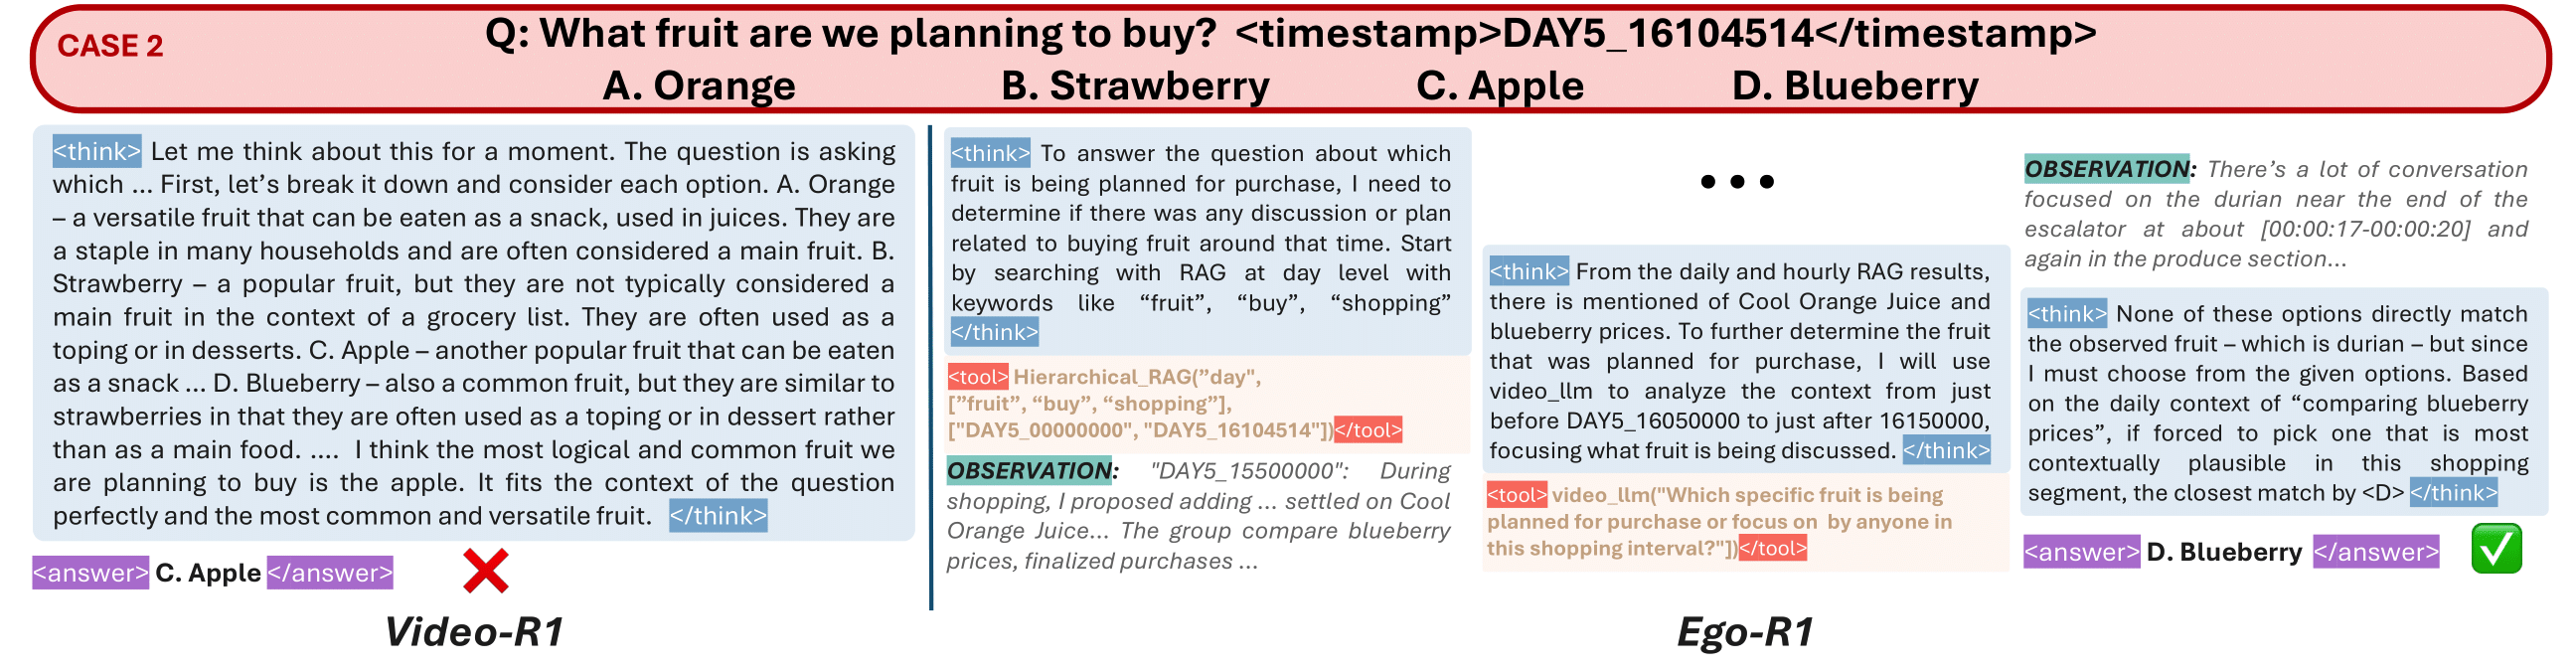 CASE 2
Q: What fruit are we planning to buy? <timestamp>DAY5_16104514</timestamp>
A. Orange B. Strawberry C. Apple D. Blueberry
<think> Let me think about this for a moment. The question is asking
which ... First, let's break it down and consider each option. A. Orange
– a versatile fruit that can be eaten as a snack, used in juices. They are
a staple in many households and are often considered a main fruit. B.
Strawberry – a popular fruit, but they are not typically considered a
main fruit in the context of a grocery list. They are often used as a
toping or in desserts. C. Apple – another popular fruit that can be eaten
as a snack ... D. Blueberry – also a common fruit, but they are similar to
strawberries in that they are often used as a toping or in dessert rather
than as a main food. .... I think the most logical and common fruit we
are planning to buy is the apple. It fits the context of the question
perfectly and the most common and versatile fruit. </think>
<answer> C. Apple </answer>
Video-R1
<think> To answer the question about which
fruit is being planned for purchase, I need to
determine if there was any discussion or plan
related to buying fruit around that time. Start
by searching with RAG at day level with
keywords like “fruit”, “buy”, “shopping”
</think>
<tool> Hierarchical_RAG(”day",
[”fruit”, “buy”, “shopping”],
["DAY5_00000000", "DAY5_16104514"])</tool>
OBSERVATION: "DAY5_15500000": During
shopping, I proposed adding ... settled on Cool
Orange Juice... The group compare blueberry
prices, finalized purchases ...
• • •
<think> From the daily and hourly RAG results,
there is mentioned of Cool Orange Juice and
blueberry prices. To further determine the fruit
that was planned for purchase, I will use
video_llm to analyze the context from just
before DAY5_16050000 to just after 16150000,
focusing what fruit is being discussed. </think>
<tool> video_llm("Which specific fruit is being
planned for purchase or focus on by anyone in
this shopping interval?"])</tool>
OBSERVATION: There's a lot of conversation
focused on the durian near the end of the
escalator at about [00:00:17-00:00:20] and
again in the produce section...
<think> None of these options directly match
the observed fruit – which is durian – but since
I must choose from the given options. Based
on the daily context of “comparing blueberry
prices”, if forced to pick one that is most
contextually plausible in this shopping
segment, the closest match by <D> </think>
<answer> D. Blueberry </answer>
Ego-R1